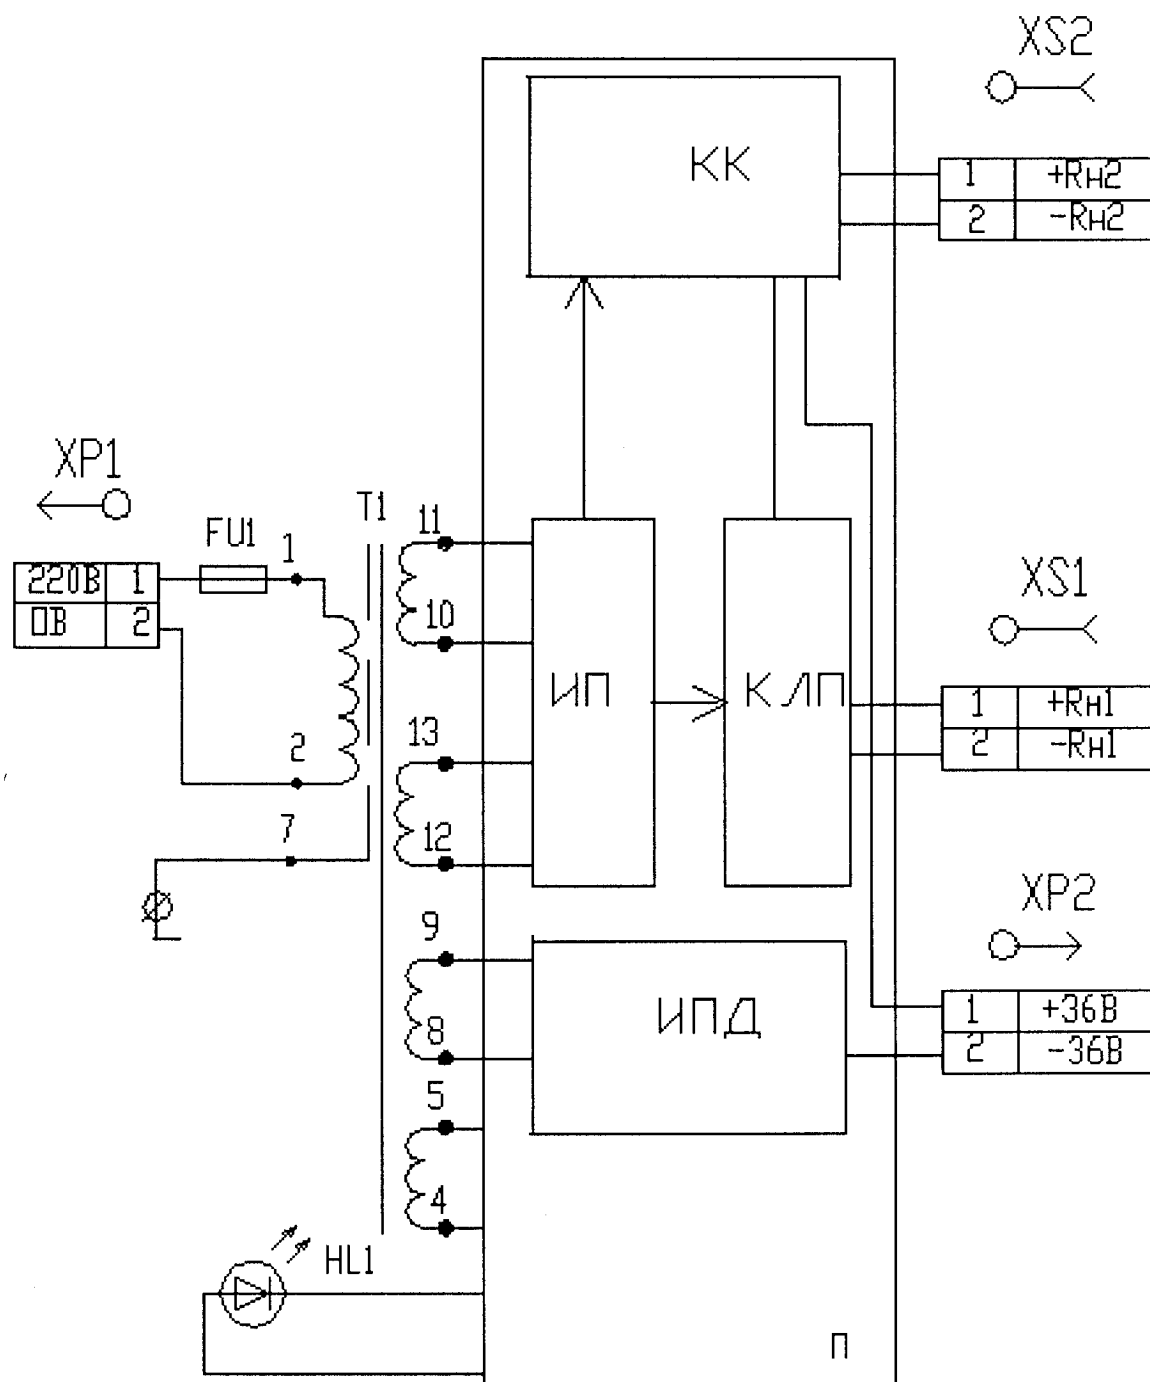 XS2
КК
1 +Rн2
2 -Rн2
XP1
FU1
1
T1
11
220В 1
0В 2
10
XS1
ИП
КЛП
1 +Rн1
2 -Rн1
2
13
7
12
XP2
9
ИПД
1 +36В
2 -36В
8
5
4
HL1
П